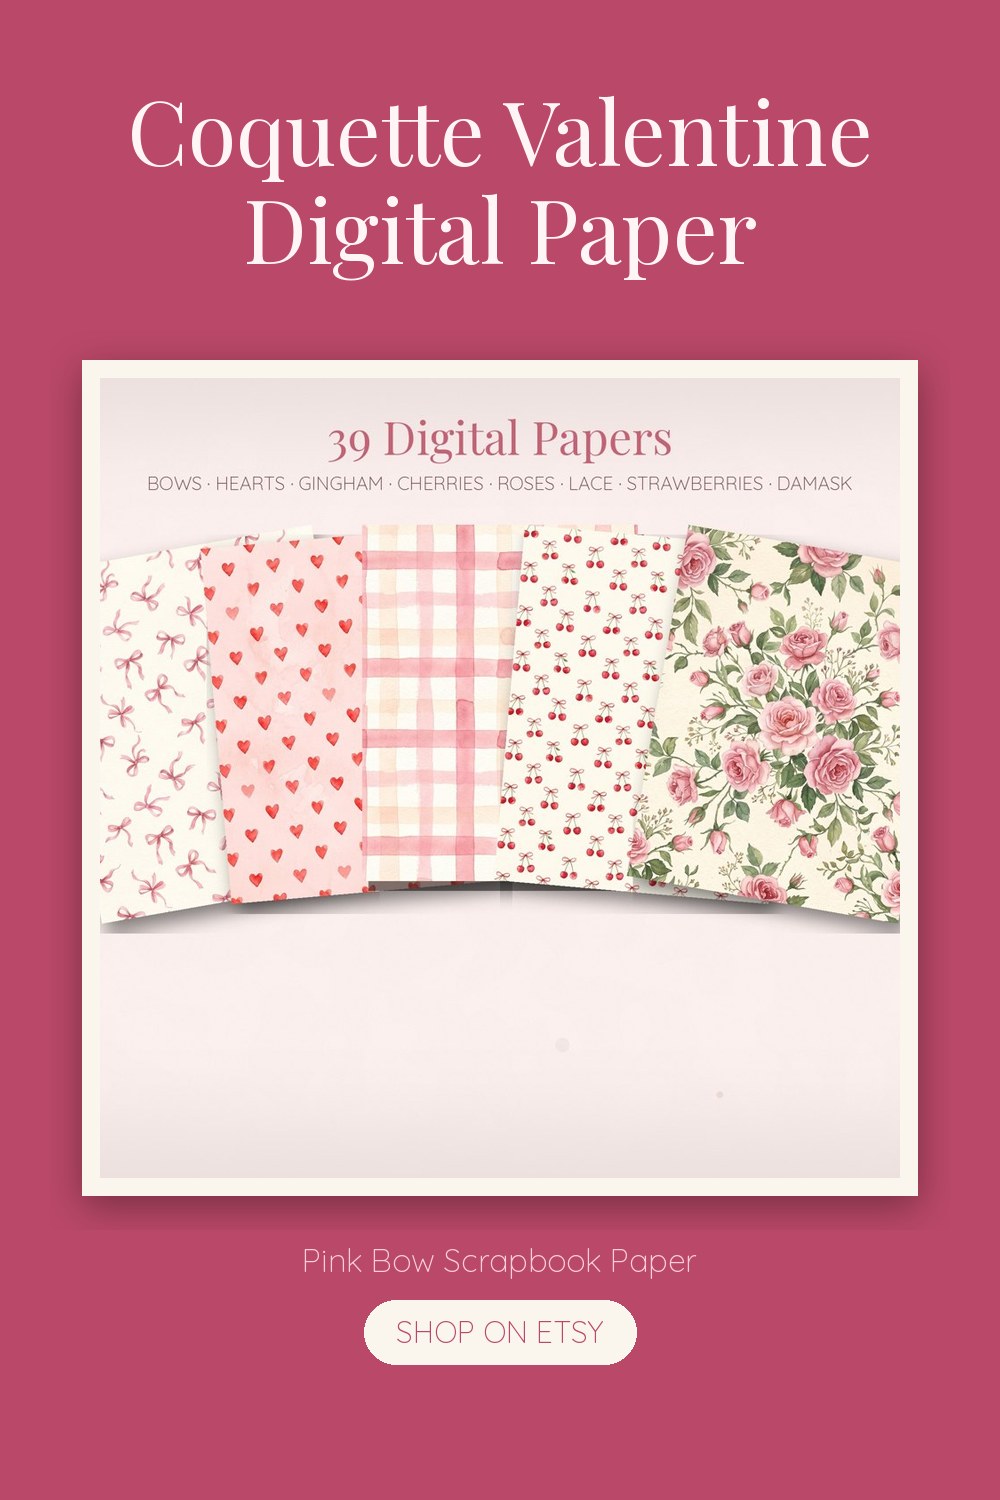 Coquette Valentine
Digital Paper
39 Digital Papers
BOWS · HEARTS · GINGHAM · CHERRIES · ROSES · LACE · STRAWBERRIES · DAMASK
Pink Bow Scrapbook Paper
SHOP ON ETSY